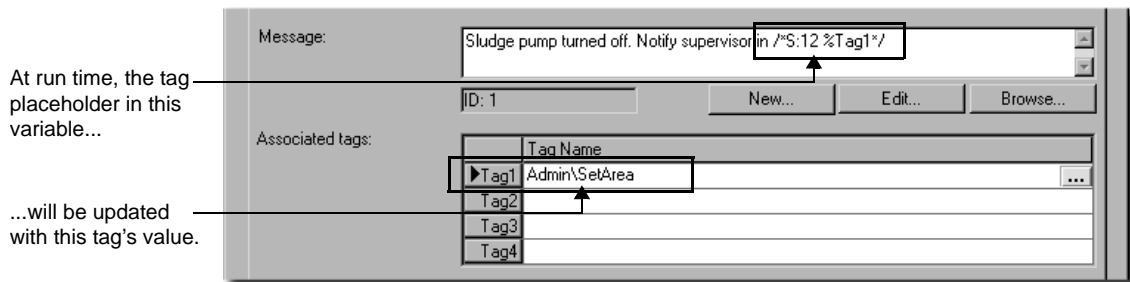 Message:
Sludge pump turned off. Notify supervisor in /*S:12 %Tag1*/
At run time, the tag
placeholder in this
variable...
ID: 1
New...
Edit...
Browse...
Associated tags:
Tag Name
Tag1 Admin\SetArea ...
Tag2
...will be updated
with this tag's value.
Tag3
Tag4